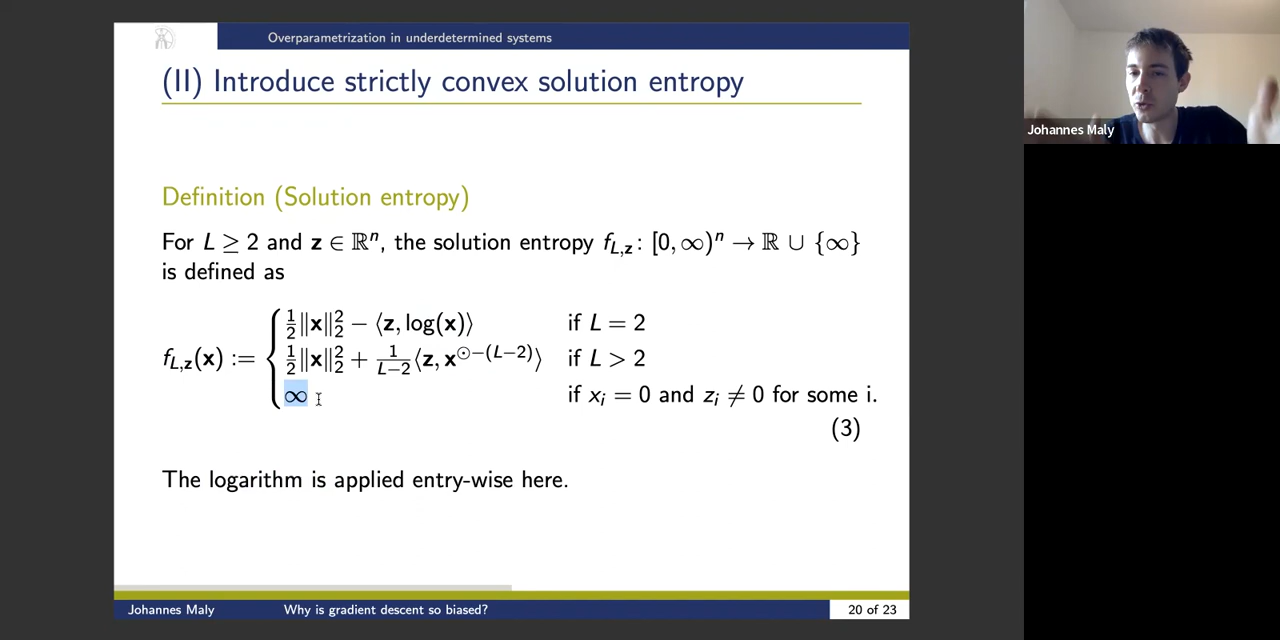 Overparametrization in underdetermined systems
(II) Introduce strictly convex solution entropy
Definition (Solution entropy)
For L ≥ 2 and z ∈ ℝⁿ, the solution entropy f_{L,z}: [0, ∞)ⁿ → ℝ ∪ {∞}
is defined as
½‖x‖₂² − ⟨z, log(x)⟩ if L = 2
f_{L,z}(x) := ½‖x‖₂² + 1/(L−2) ⟨z, x^{⊙−(L−2)}⟩ if L > 2
∞ if xᵢ = 0 and zᵢ ≠ 0 for some i.
(3)
The logarithm is applied entry-wise here.
Johannes Maly Why is gradient descent so biased? 20 of 23
Johannes Maly